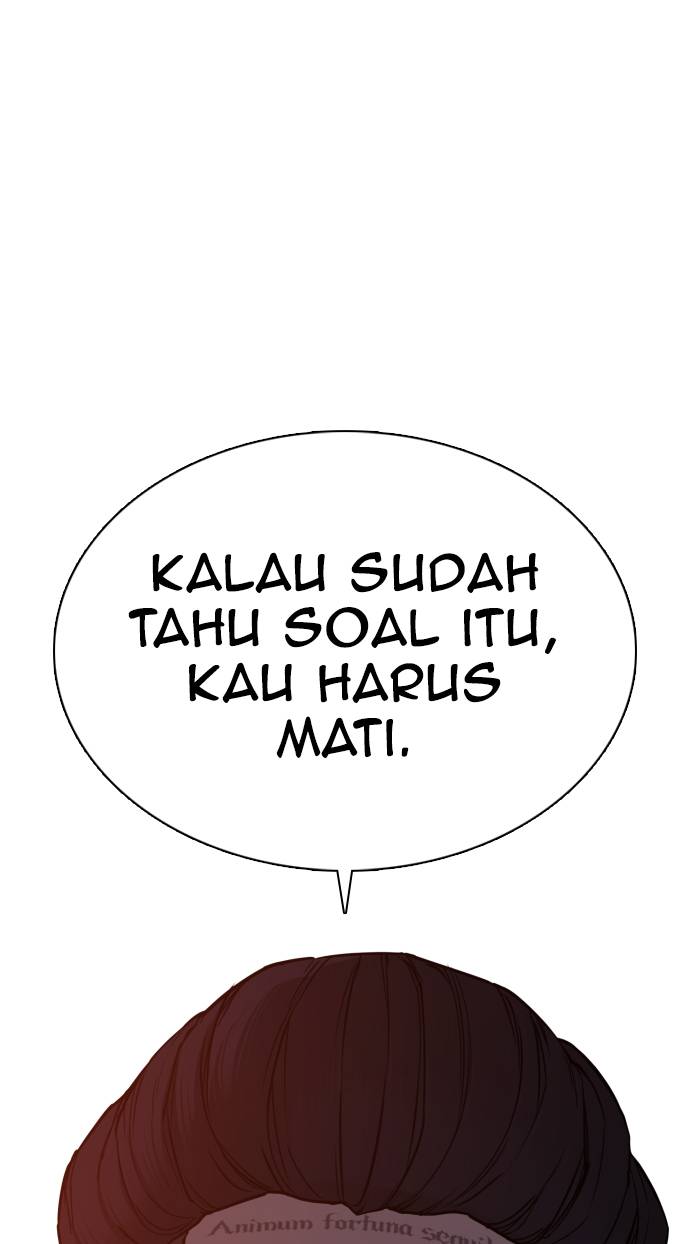 KALAU SUDAH
TAHU SOAL ITU,
KAU HARUS
MATI.
Animum fortuna